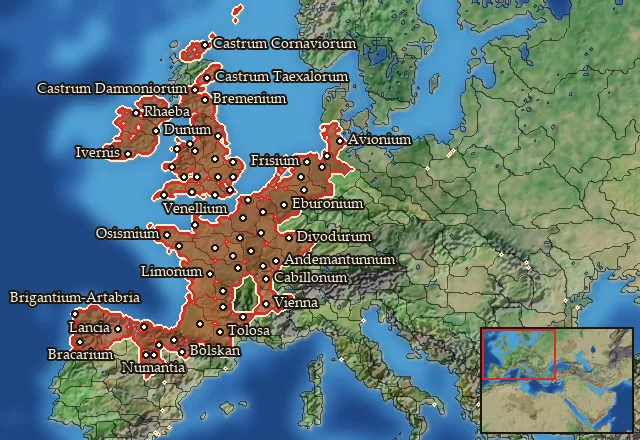 Castrum Cornaviorum
Castrum Taexalorum
Castrum Damnoniorum
Bremenium
Rhaeba
Dunum
Avionium
Ivernis
Frisium
Venellium
Eburonium
Osismium
Divodurum
Andemantunnum
Limonum
Cabillonum
Brigantium-Artabria
Vienna
Lancia
Tolosa
Bracarium
Bolskan
Numantia